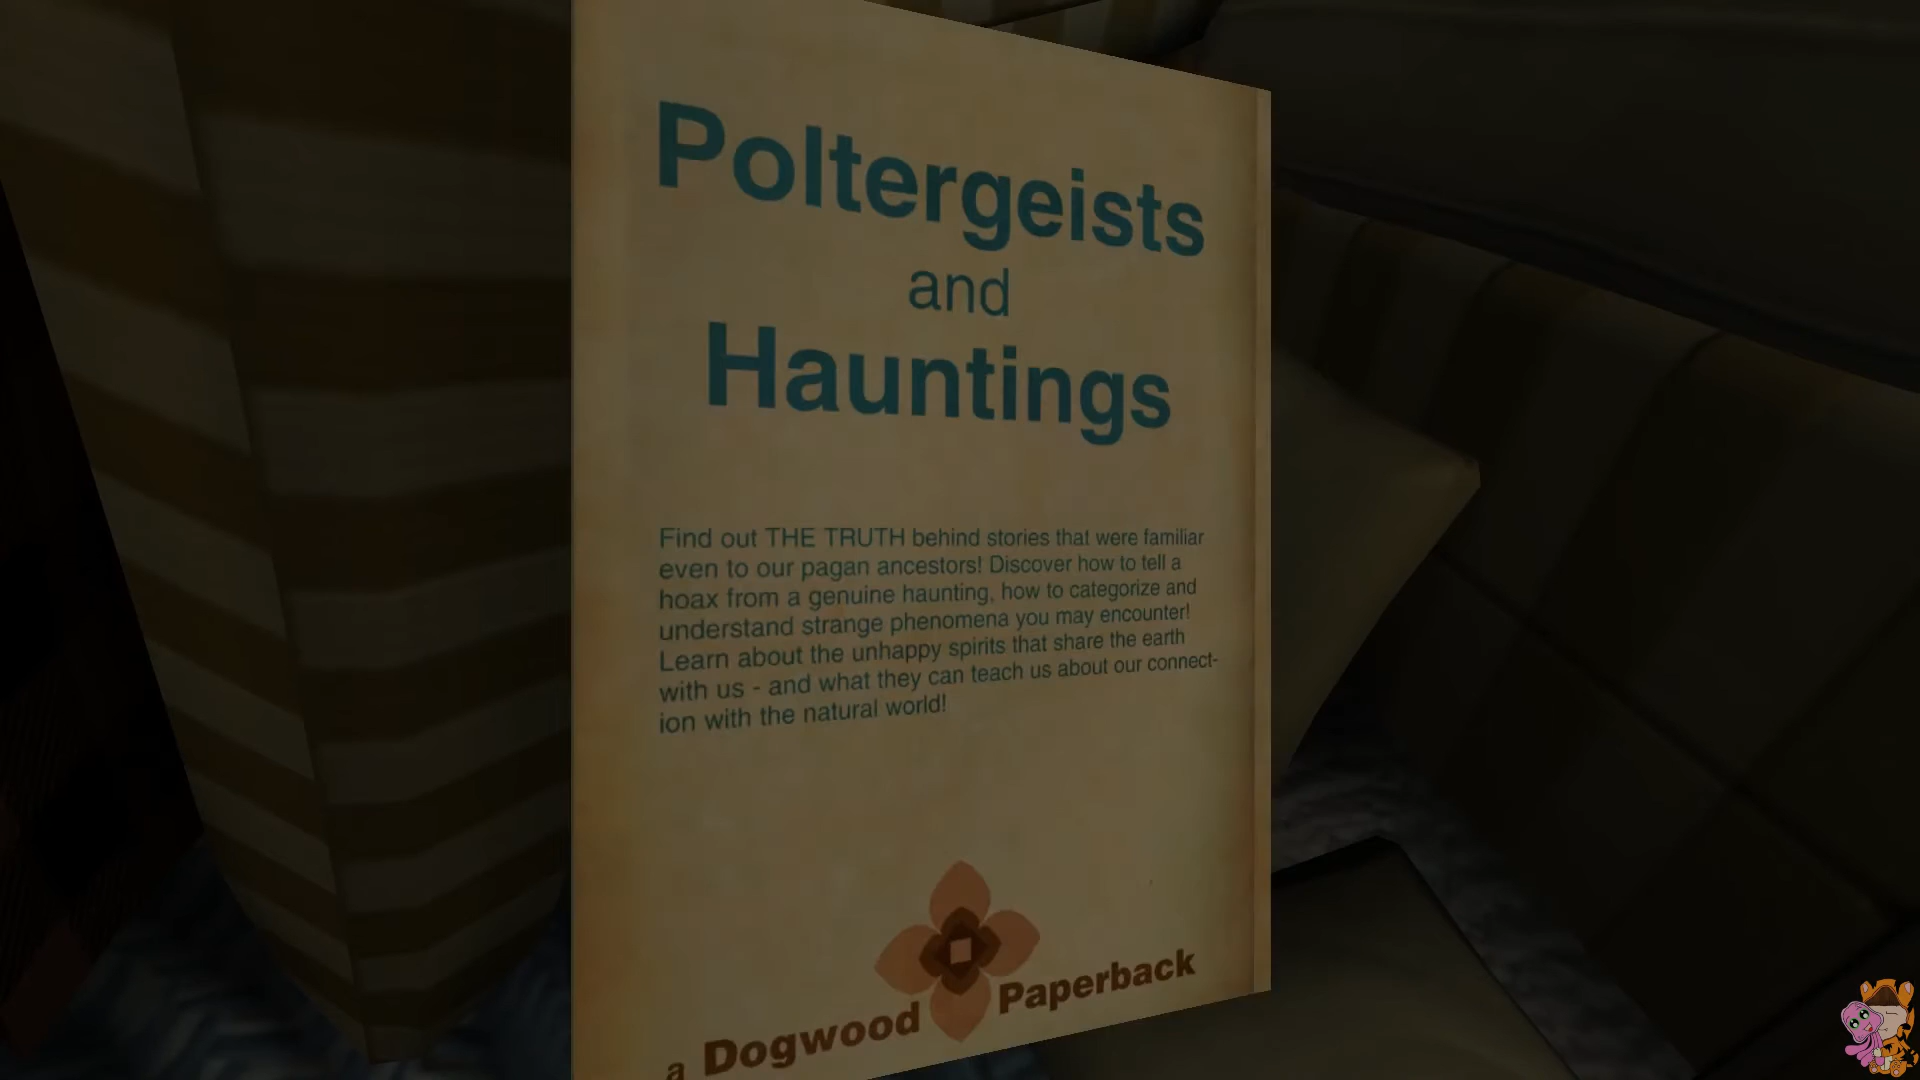 Poltergeists
and
Hauntings
Find out THE TRUTH behind stories that were familiar
even to our pagan ancestors! Discover how to tell a
hoax from a genuine haunting, how to categorize and
understand strange phenomena you may encounter!
Learn about the unhappy spirits that share the earth
with us - and what they can teach us about our connect-
ion with the natural world!
a Dogwood Paperback